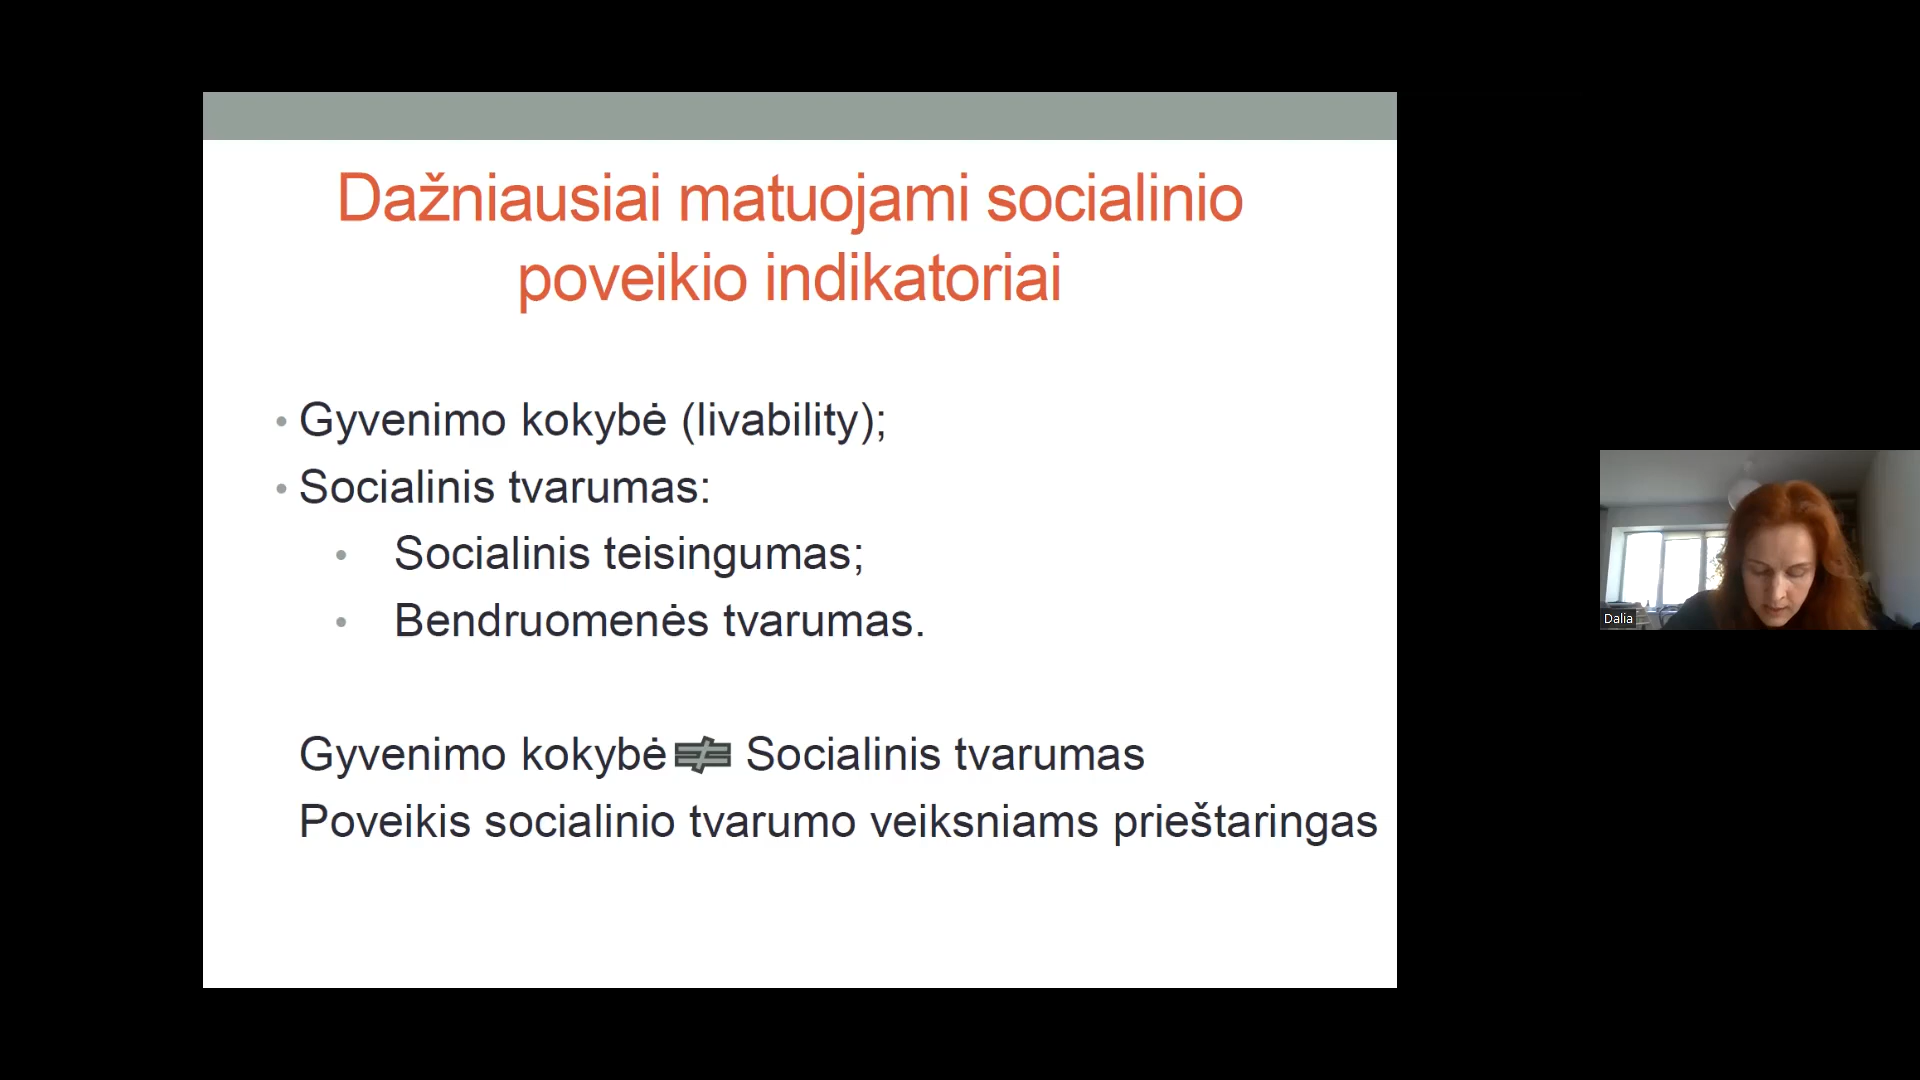 Dažniausiai matuojami socialinio
poveikio indikatoriai
• Gyvenimo kokybė (livability);
• Socialinis tvarumas:
• Socialinis teisingumas;
• Bendruomenės tvarumas.
Gyvenimo kokybė ≠ Socialinis tvarumas
Poveikis socialinio tvarumo veiksniams prieštaringas
Dalia